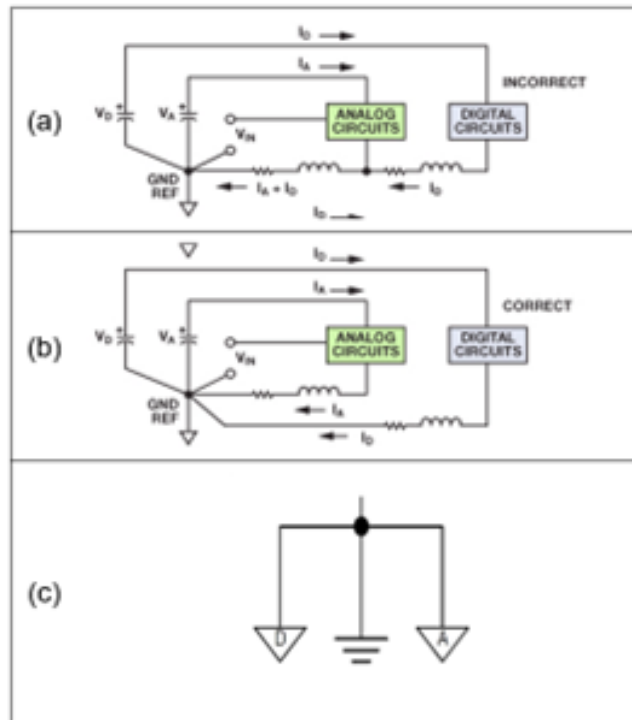 (a)
I_D
I_A
INCORRECT
V_D +
V_A +
V_IN
ANALOG
CIRCUITS
DIGITAL
CIRCUITS
GND
REF
I_A + I_D
I_D
I_D
(b)
I_D
I_A
CORRECT
V_D +
V_A +
V_IN
ANALOG
CIRCUITS
DIGITAL
CIRCUITS
GND
REF
I_A
I_D
(c)
D
A